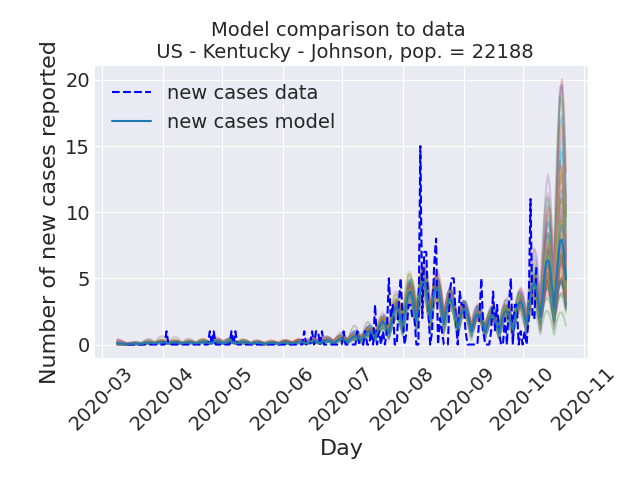 Model comparison to data
US - Kentucky - Johnson, pop. = 22188
new cases data
new cases model
Number of new cases reported
20
15
10
5
0
2020-03
2020-04
2020-05
2020-06
2020-07
2020-08
2020-09
2020-10
2020-11
Day